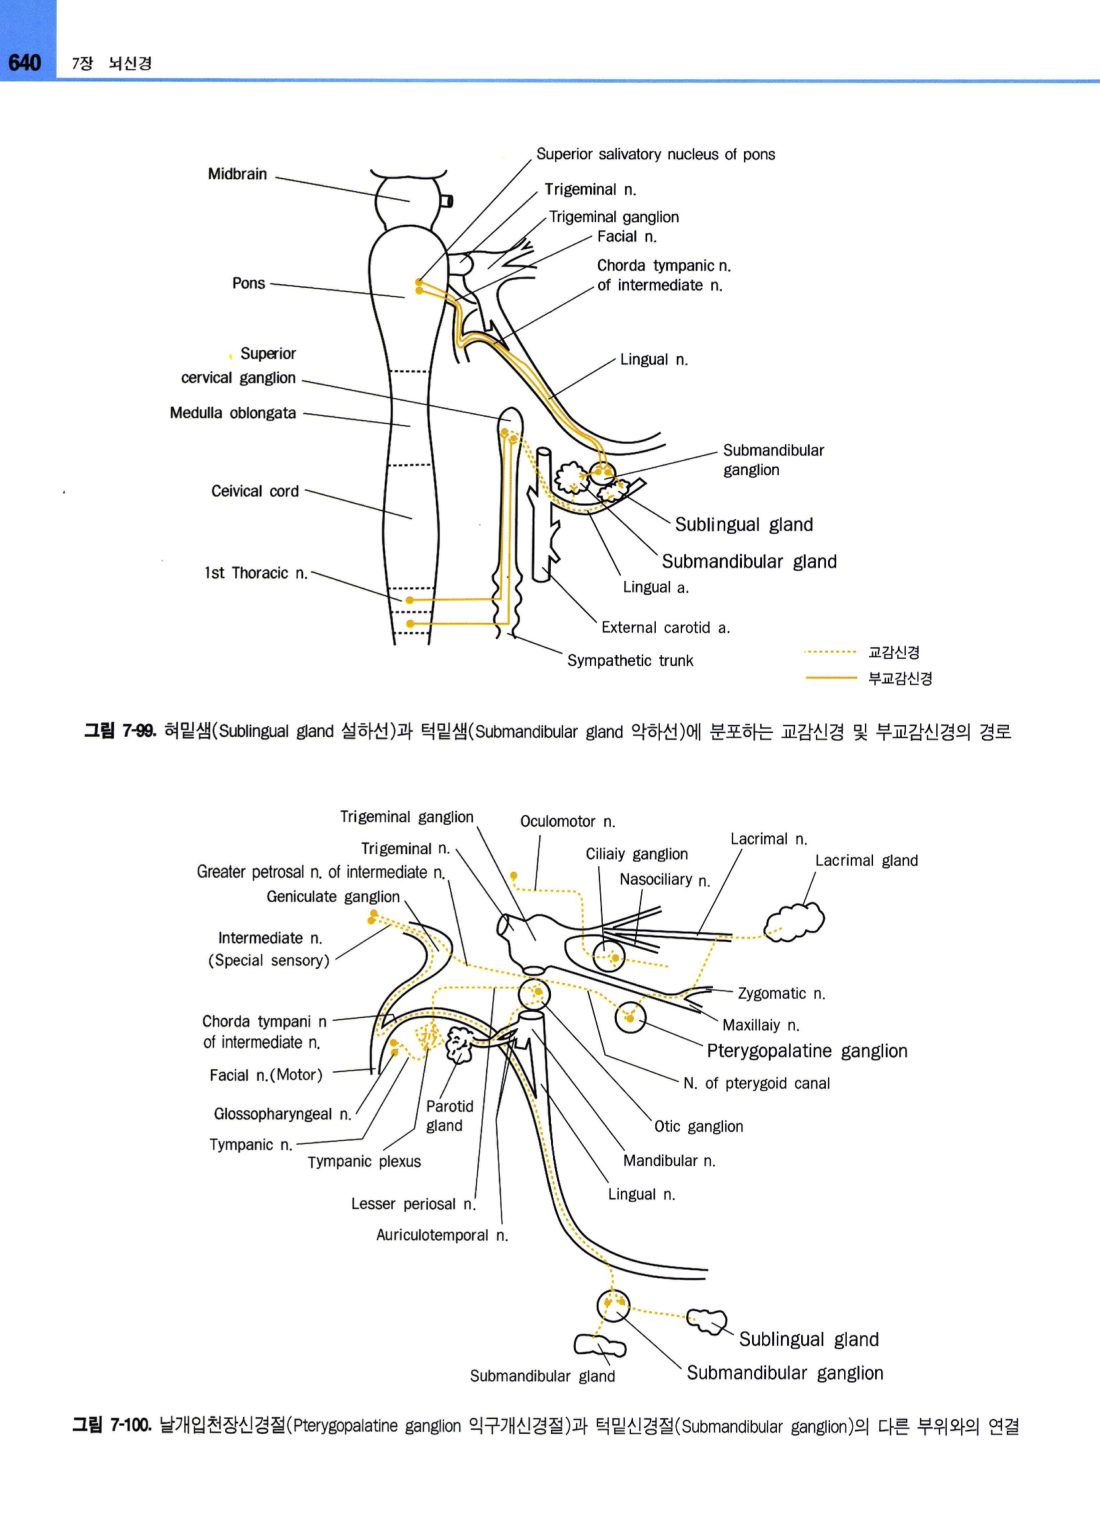 640 7장 뇌신경
Superior salivatory nucleus of pons
Midbrain
Trigeminal n.
Trigeminal ganglion
Facial n.
Chorda tympanic n.
of intermediate n.
Pons
Superior
cervical ganglion
Lingual n.
Medulla oblongata
Submandibular
ganglion
Ceivical cord
Sublingual gland
Submandibular gland
1st Thoracic n.
Lingual a.
External carotid a.
Sympathetic trunk
교감신경
부교감신경
그림 7-99. 혀밑샘(Sublingual gland 설하선)과 턱밑샘(Submandibular gland 악하선)에 분포하는 교감신경 및 부교감신경의 경로
Trigeminal ganglion
Oculomotor n.
Trigeminal n.
Ciliaiy ganglion
Lacrimal n.
Lacrimal gland
Greater petrosal n. of intermediate n.
Nasociliary n.
Geniculate ganglion
Intermediate n.
(Special sensory)
Zygomatic n.
Chorda tympani n
of intermediate n.
Maxillaiy n.
Pterygopalatine ganglion
Facial n.(Motor)
N. of pterygoid canal
Glossopharyngeal n.
Parotid
gland
Otic ganglion
Tympanic n.
Tympanic plexus
Mandibular n.
Lesser periosal n.
Lingual n.
Auriculotemporal n.
Sublingual gland
Submandibular gland
Submandibular ganglion
그림 7-100. 날개입천장신경절(Pterygopalatine ganglion 익구개신경절)과 턱밑신경절(Submandibular ganglion)의 다른 부위와의 연결